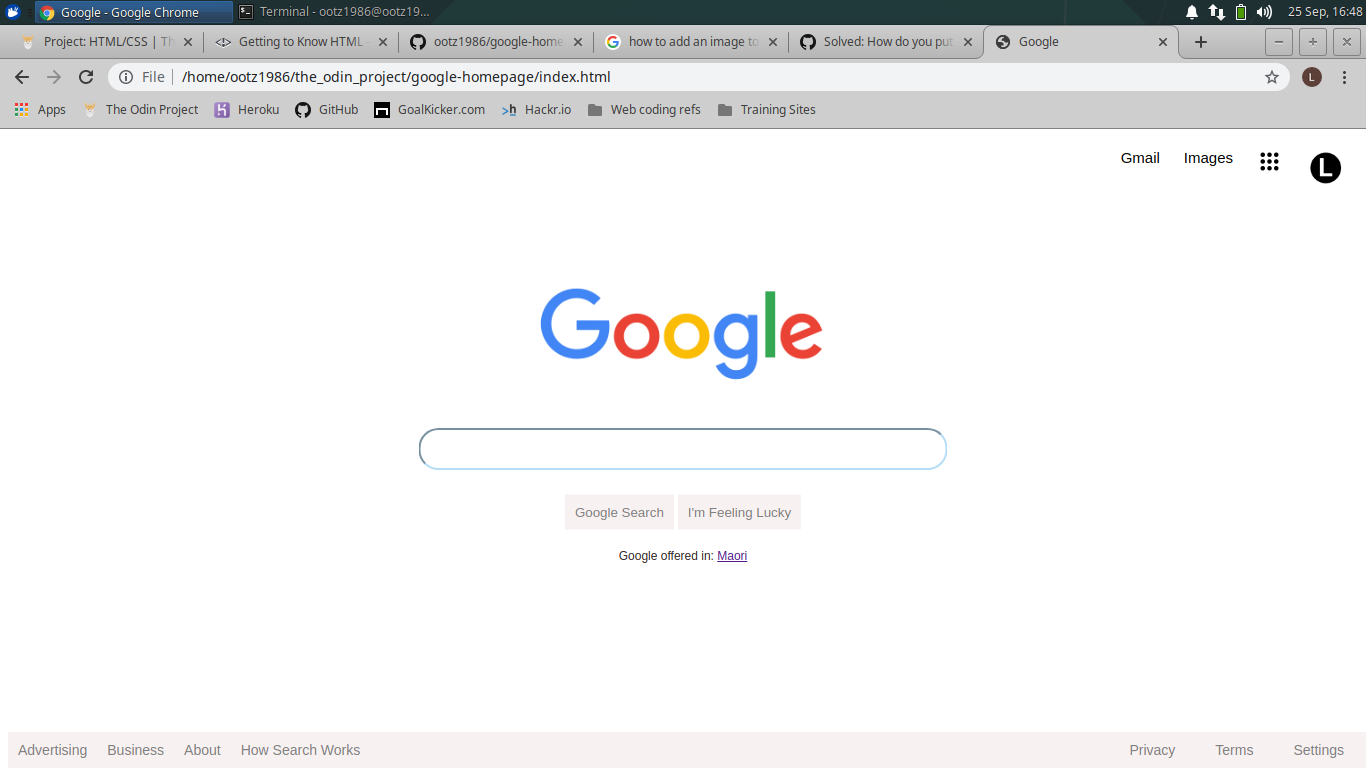 Google - Google Chrome Terminal - ootz1986@ootz19... 25 Sep, 16:48
Project: HTML/CSS | Th Getting to Know HTML - ootz1986/google-home how to add an image to Solved: How do you put Google
File /home/ootz1986/the_odin_project/google-homepage/index.html L
Apps The Odin Project Heroku GitHub GoalKicker.com >h Hackr.io Web coding refs Training Sites
Gmail Images L
Google
Google Search I'm Feeling Lucky
Google offered in: Maori
Advertising Business About How Search Works Privacy Terms Settings